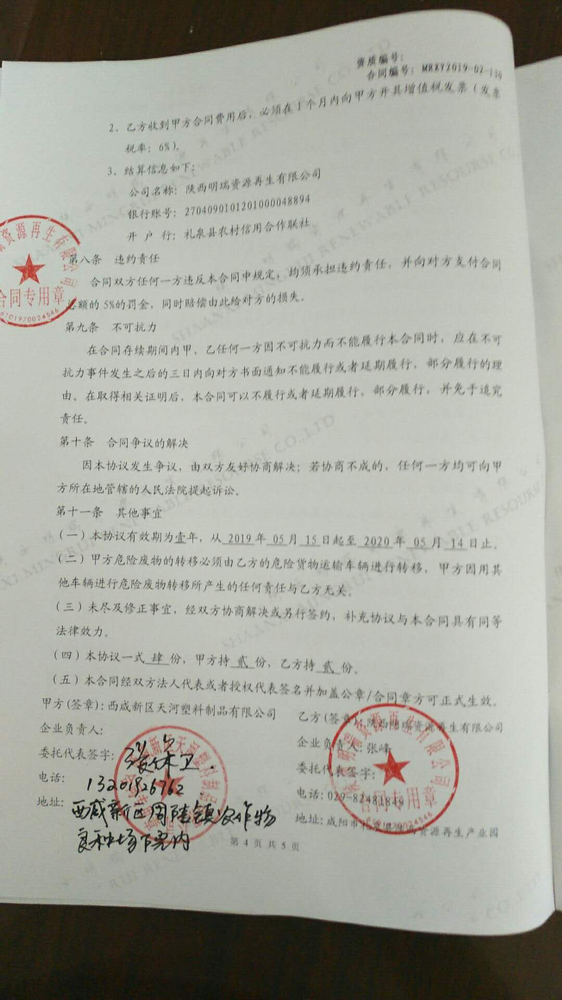 资质编号：
合同编号：MRXY2019-02-130
2、乙方收到甲方合同费用后，必须在1个月内向甲方开具增值税发票（发票
税率：6%）。
3、结算信息如下：
公司名称：陕西明瑞资源再生有限公司
银行账号：2704090101201000048894
开 户 行：礼泉县农村信用合作联社
第八条 违约责任
合同双方任何一方违反本合同中规定，均须承担违约责任，并向对方支付合同
总额的 5%的罚金，同时赔偿由此给对方的损失。
第九条 不可抗力
在合同存续期间内甲、乙任何一方因不可抗力而不能履行本合同时，应在不可
抗力事件发生之后的三日内向对方书面通知不能履行或者延期履行，部分履行的理
由。在取得相关证明后，本合同可以不履行或者延期履行，部分履行，并免予追究
责任。
第十条 合同争议的解决
因本协议发生争议，由双方友好协商解决；若协商不成的，任何一方均可向甲
方所在地管辖的人民法院提起诉讼。
第十一条 其他事宜
（一）本协议有效期为壹年，从 2019 年 05 月 15 日起至 2020 年 05 月 14 日止。
（二）甲方危险废物的转移必须由乙方的危险货物运输车辆进行转移，甲方因用其
他车辆进行危险废物转移所产生的任何责任与乙方无关。
（三）未尽及修正事宜，经双方协商解决或另行签约，补充协议与本合同具有同等
法律效力。
（四）本协议一式 肆 份，甲方持 贰 份，乙方持 贰 份。
（五）本合同经双方法人代表或者授权代表签名并加盖公章/合同章方可正式生效。
甲方（签章）：西咸新区天河塑料制品有限公司
乙方（签章）：陕西明瑞资源再生有限公司
企业负责人：
企业负责人：张峰
委托代表签字：
委托代表签字：
电话：13201926762
电话：029-82481849
地址：西咸新区周陵镇农作物
良种场下院内
地址：咸阳市礼泉县 资源再生产业园
第 4 页 共 5 页
资源再生有限公司
合同专用章
6101970024546
新区天河塑料制品
明瑞资源再生有限公司
合同专用章
6101970024546
SHAANXI MINGRUI RENEWABLE RESOURSE CO.,LTD